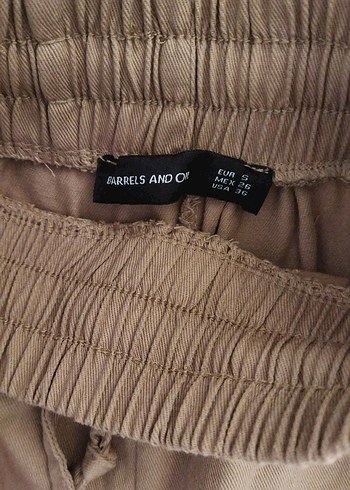 BARRELS AND
EUR S
MEX 26
USA 36